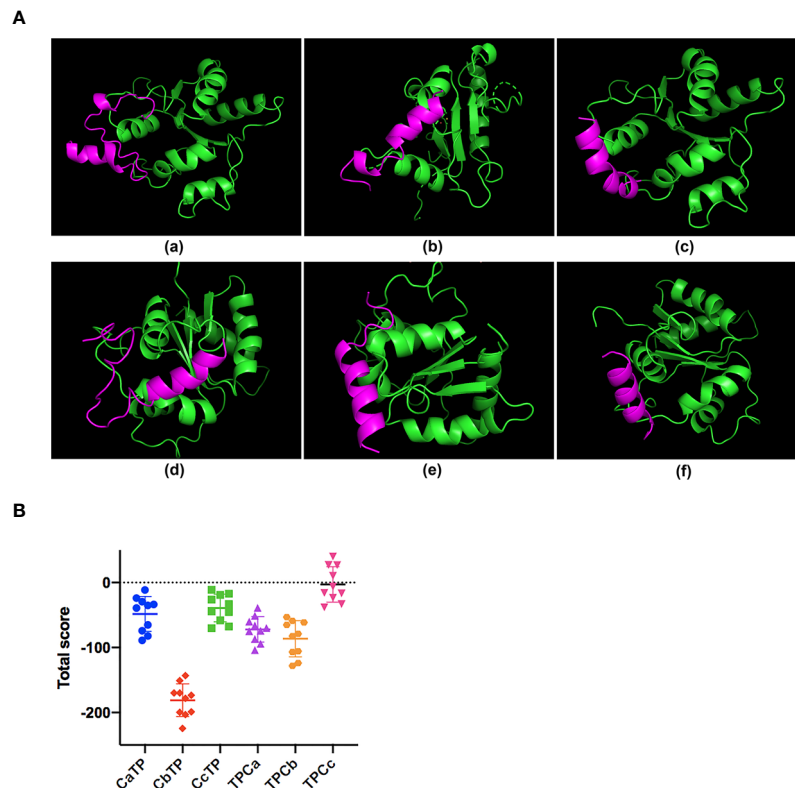 A
(a) (b) (c)
(d) (e) (f)
B
Total score
0
-100
-200
CaTP CbTP CcTP TPCa TPCb TPCc